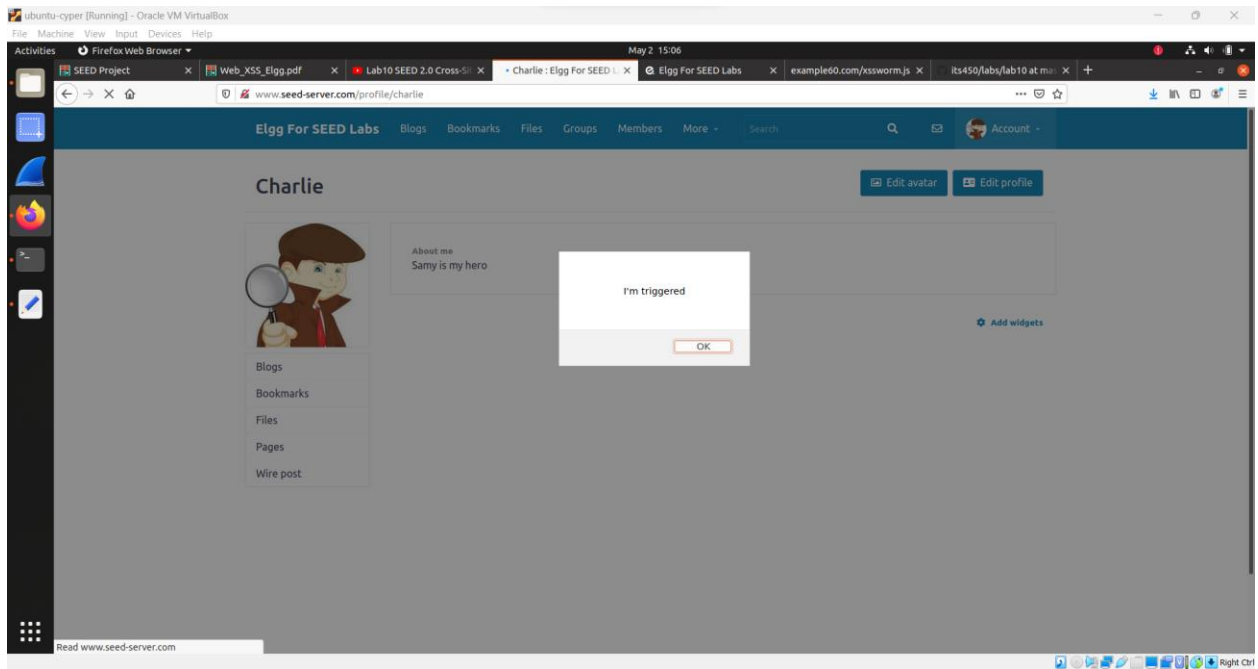 ubuntu-cyper [Running] - Oracle VM VirtualBox
File Machine View Input Devices Help
Activities Firefox Web Browser May 2 15:06
SEED Project Web_XSS_Elgg.pdf Lab10 SEED 2.0 Cross-Sit Charlie : Elgg For SEED L Elgg For SEED Labs example60.com/xssworm.js its450/labs/lab10 at mas
www.seed-server.com/profile/charlie
Elgg For SEED Labs Blogs Bookmarks Files Groups Members More Search Account
Charlie Edit avatar Edit profile
About me
Samy is my hero
I'm triggered
Add widgets
OK
Blogs
Bookmarks
Files
Pages
Wire post
Read www.seed-server.com
Right Ctrl